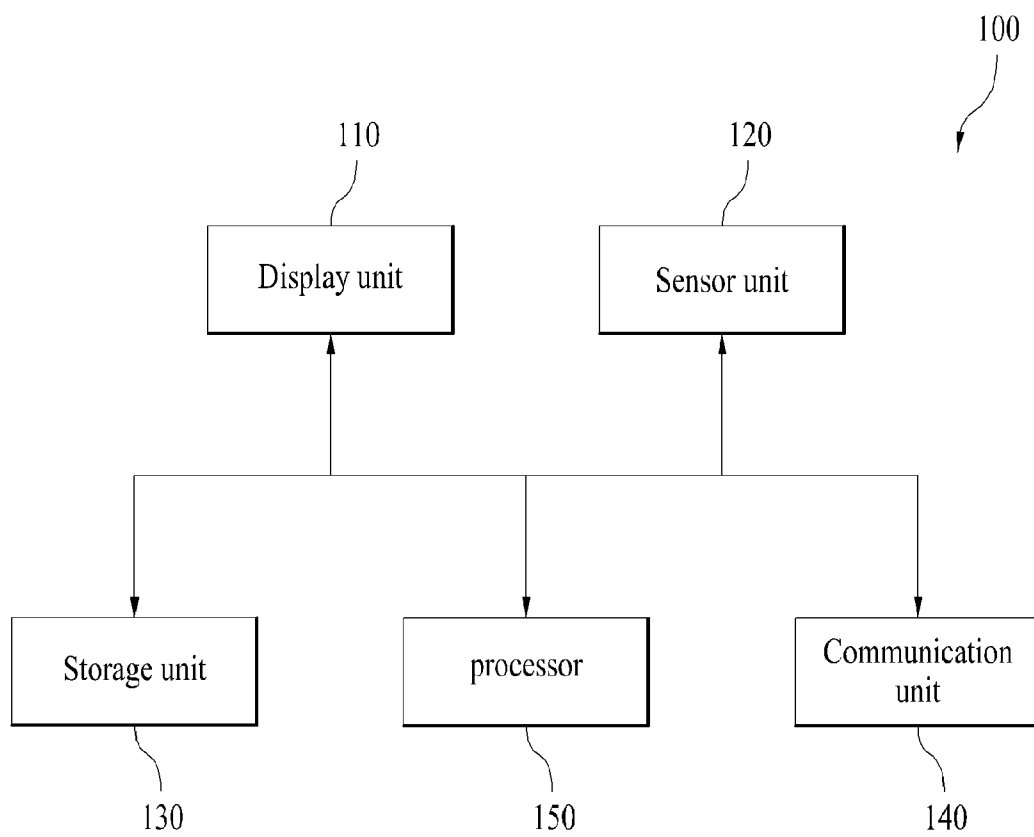 100
110
120
Display unit
Sensor unit
Storage unit
processor
Communication
unit
130
150
140